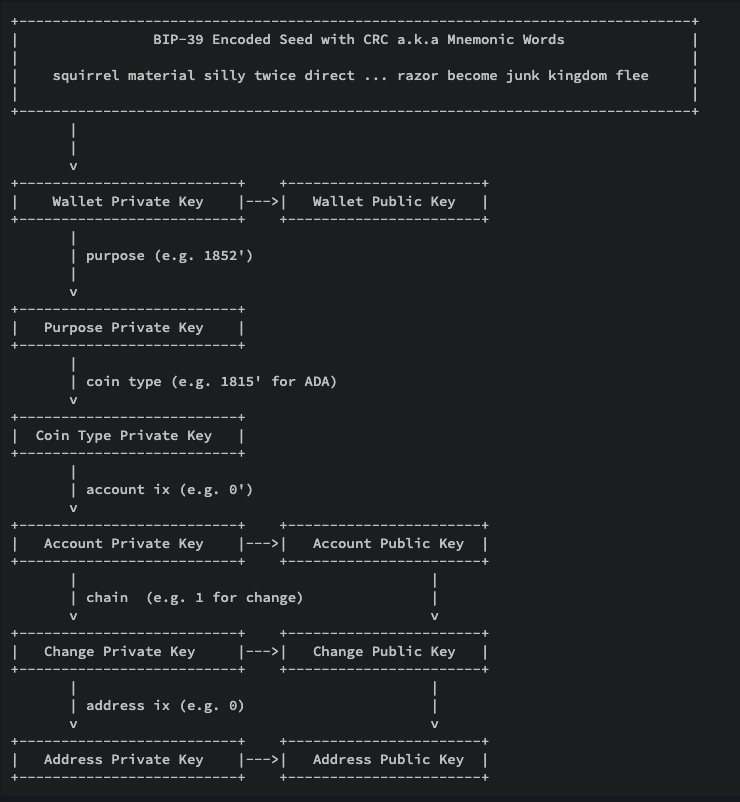 BIP-39 Encoded Seed with CRC a.k.a Mnemonic Words
squirrel material silly twice direct ... razor become junk kingdom flee
Wallet Private Key |--->| Wallet Public Key
purpose (e.g. 1852')
Purpose Private Key
coin type (e.g. 1815' for ADA)
Coin Type Private Key
account ix (e.g. 0')
Account Private Key |--->| Account Public Key
chain  (e.g. 1 for change)
Change Private Key |--->| Change Public Key
address ix (e.g. 0)
Address Private Key |--->| Address Public Key